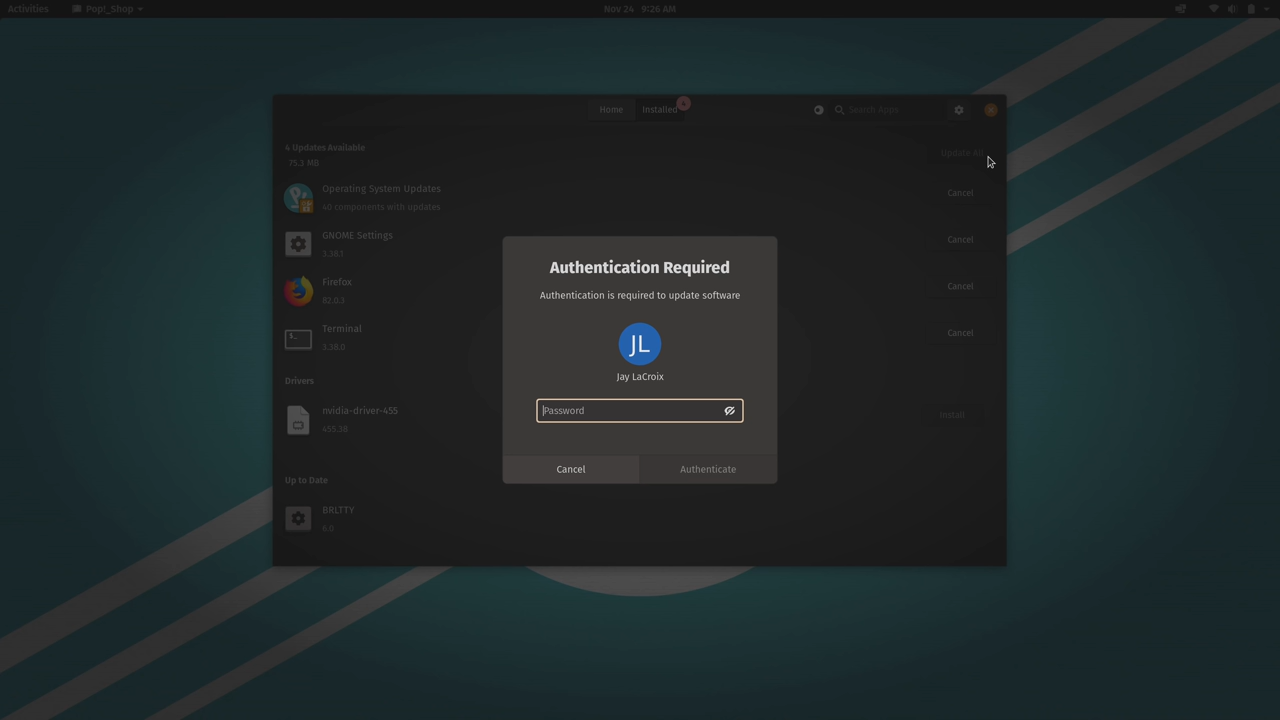 Activities
Pop!_Shop
Nov 24 9:26 AM
Home
Installed
4
Search Apps
4 Updates Available
75.3 MB
Update All
Operating System Updates
40 components with updates
Cancel
GNOME Settings
3.38.1
Cancel
Firefox
82.0.3
Cancel
Terminal
3.38.0
Cancel
Drivers
nvidia-driver-455
455.38
Install
Up to Date
BRLTTY
6.0
Authentication Required
Authentication is required to update software
JL
Jay LaCroix
Password
Cancel
Authenticate